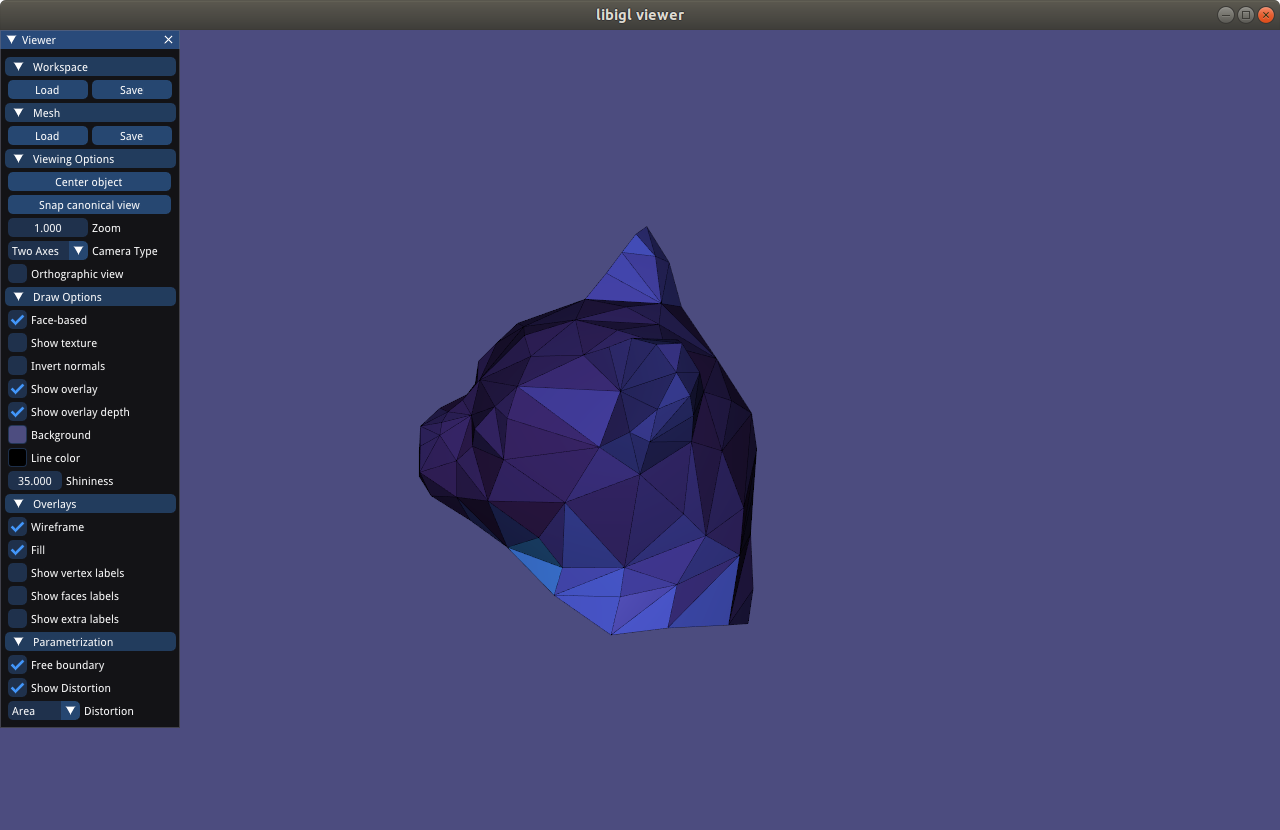 libigl viewer
Viewer
Workspace
Load Save
Mesh
Load Save
Viewing Options
Center object
Snap canonical view
1.000 Zoom
Two Axes Camera Type
Orthographic view
Draw Options
Face-based
Show texture
Invert normals
Show overlay
Show overlay depth
Background
Line color
35.000 Shininess
Overlays
Wireframe
Fill
Show vertex labels
Show faces labels
Show extra labels
Parametrization
Free boundary
Show Distortion
Area Distortion